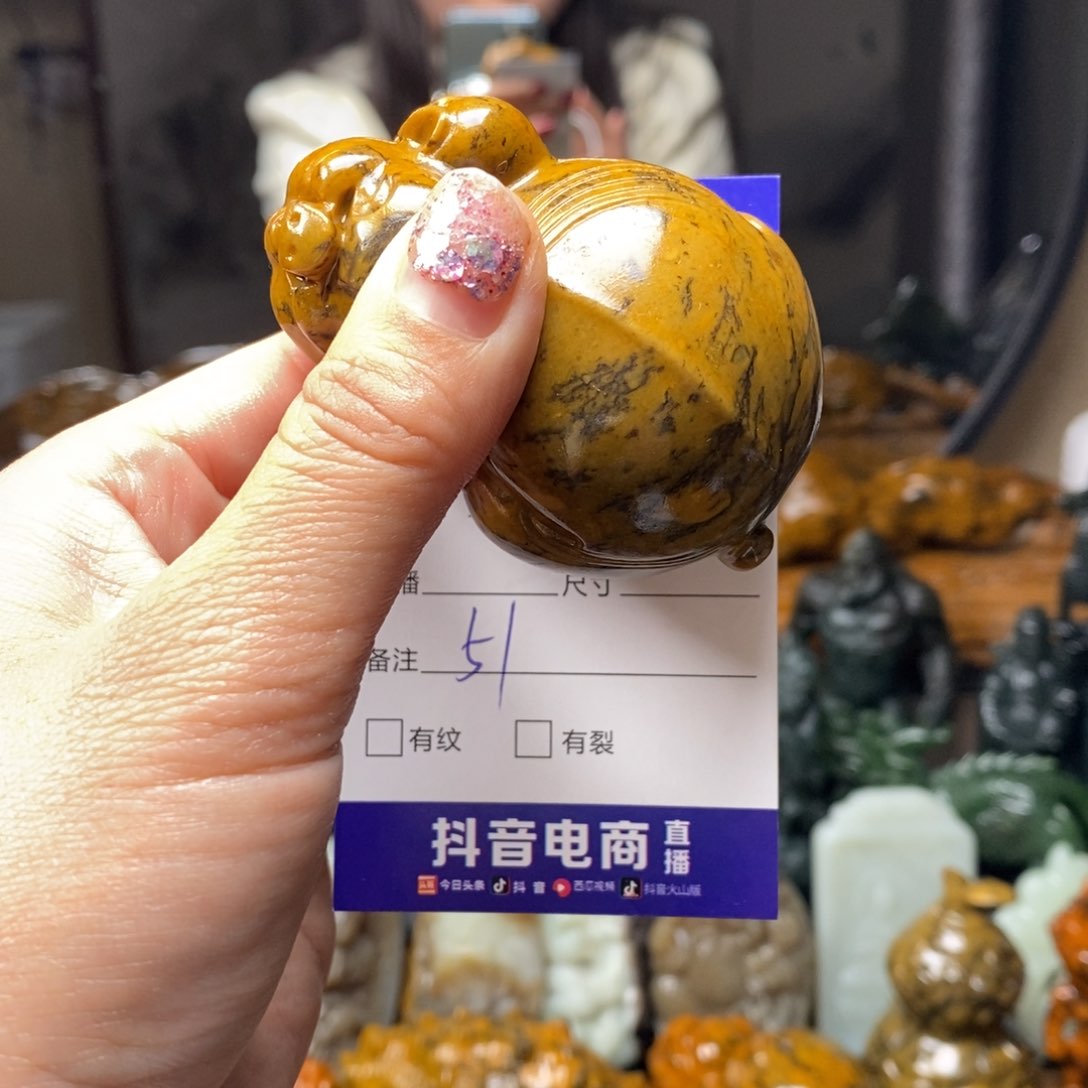 播 尺寸
备注 51
有纹 有裂
抖音电商 直播
今日头条 抖音 西瓜视频 抖音火山版